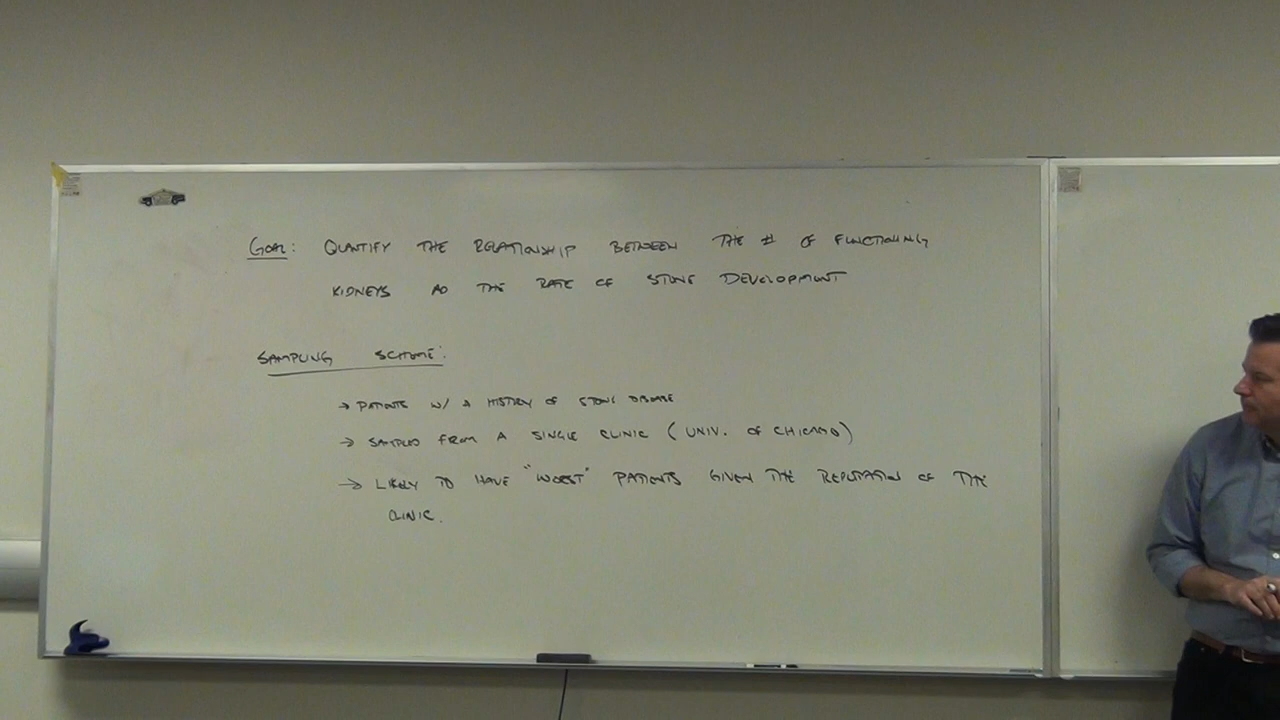 GOAL: QUANTIFY THE RELATIONSHIP BETWEEN THE # OF FUNCTIONING
KIDNEYS AD THE RATE OF STONE DEVELOPMENT
SAMPLING SCHEME:
→ PATIENTS W/ A HISTORY OF STONE DISEASE
→ SAMPLED FROM A SINGLE CLINIC (UNIV. OF CHICAGO)
→ LIKELY TO HAVE "WORST" PATIENTS GIVEN THE REPUTATION OF THE
CLINIC.